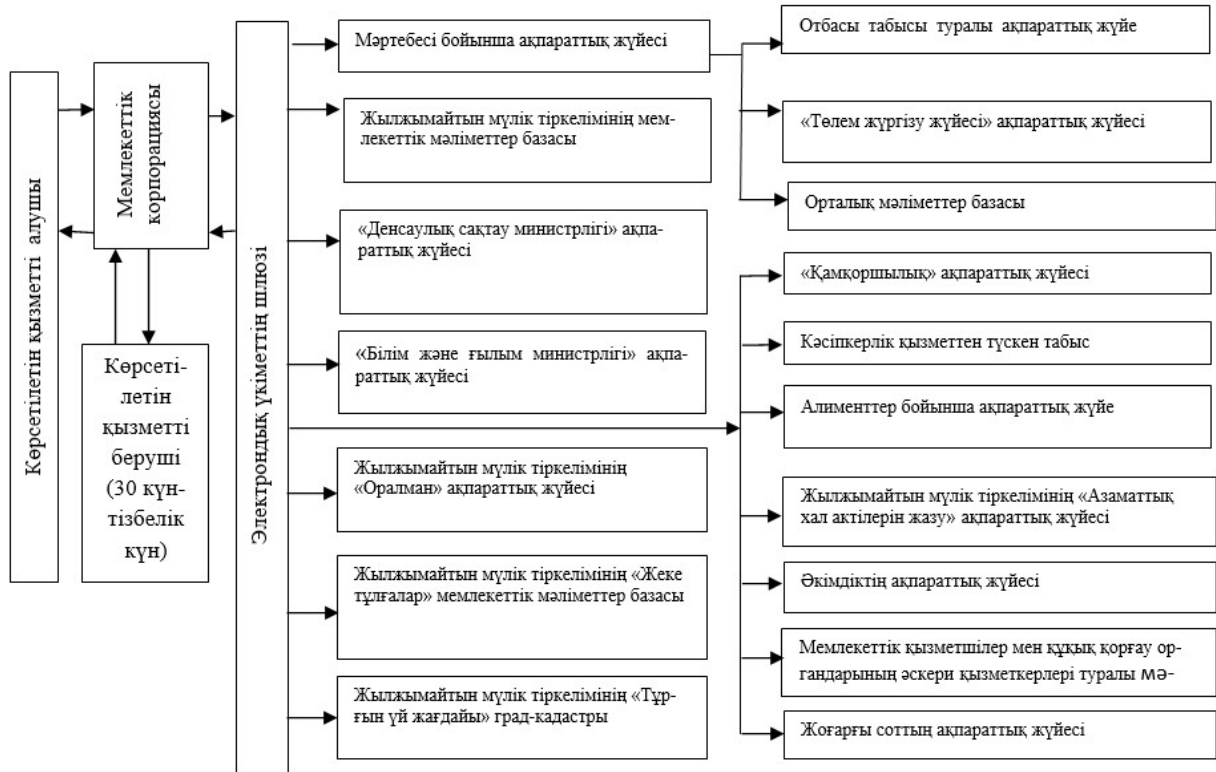 Көрсетілетін қызметті алушы
Мемлекеттік
корпорациясы
Көрсеті-
летін
қызметті
беруші
(30 күн-
тізбелік
күн)
Электрондық үкіметтің шлюзі
Мәртебесі бойынша ақпараттық жүйесі
Жылжымайтын мүлік тіркелімінің мем-
лекеттік мәліметтер базасы
«Денсаулық сақтау министрлігі» ақпа-
раттық жүйесі
«Білім және ғылым министрлігі» ақпа-
раттық жүйесі
Жылжымайтын мүлік тіркелімінің
«Оралман» ақпараттық жүйесі
Жылжымайтын мүлік тіркелімінің «Жеке
тұлғалар» мемлекеттік мәліметтер базасы
Жылжымайтын мүлік тіркелімінің «Тұр-
ғын үй жағдайы» град-кадастры
Отбасы табысы туралы ақпараттық жүйе
«Төлем жүргізу жүйесі» ақпараттық жүйесі
Орталық мәліметтер базасы
«Қамқоршылық» ақпараттық жүйесі
Кәсіпкерлік қызметтен түскен табыс
Алименттер бойынша ақпараттық жүйе
Жылжымайтын мүлік тіркелімінің «Азаматтық
хал актілерін жазу» ақпараттық жүйесі
Әкімдіктің ақпараттық жүйесі
Мемлекеттік қызметшілер мен құқық қорғау ор-
гандарының әскери қызметкерлері туралы мә-
Жоғарғы соттың ақпараттық жүйесі